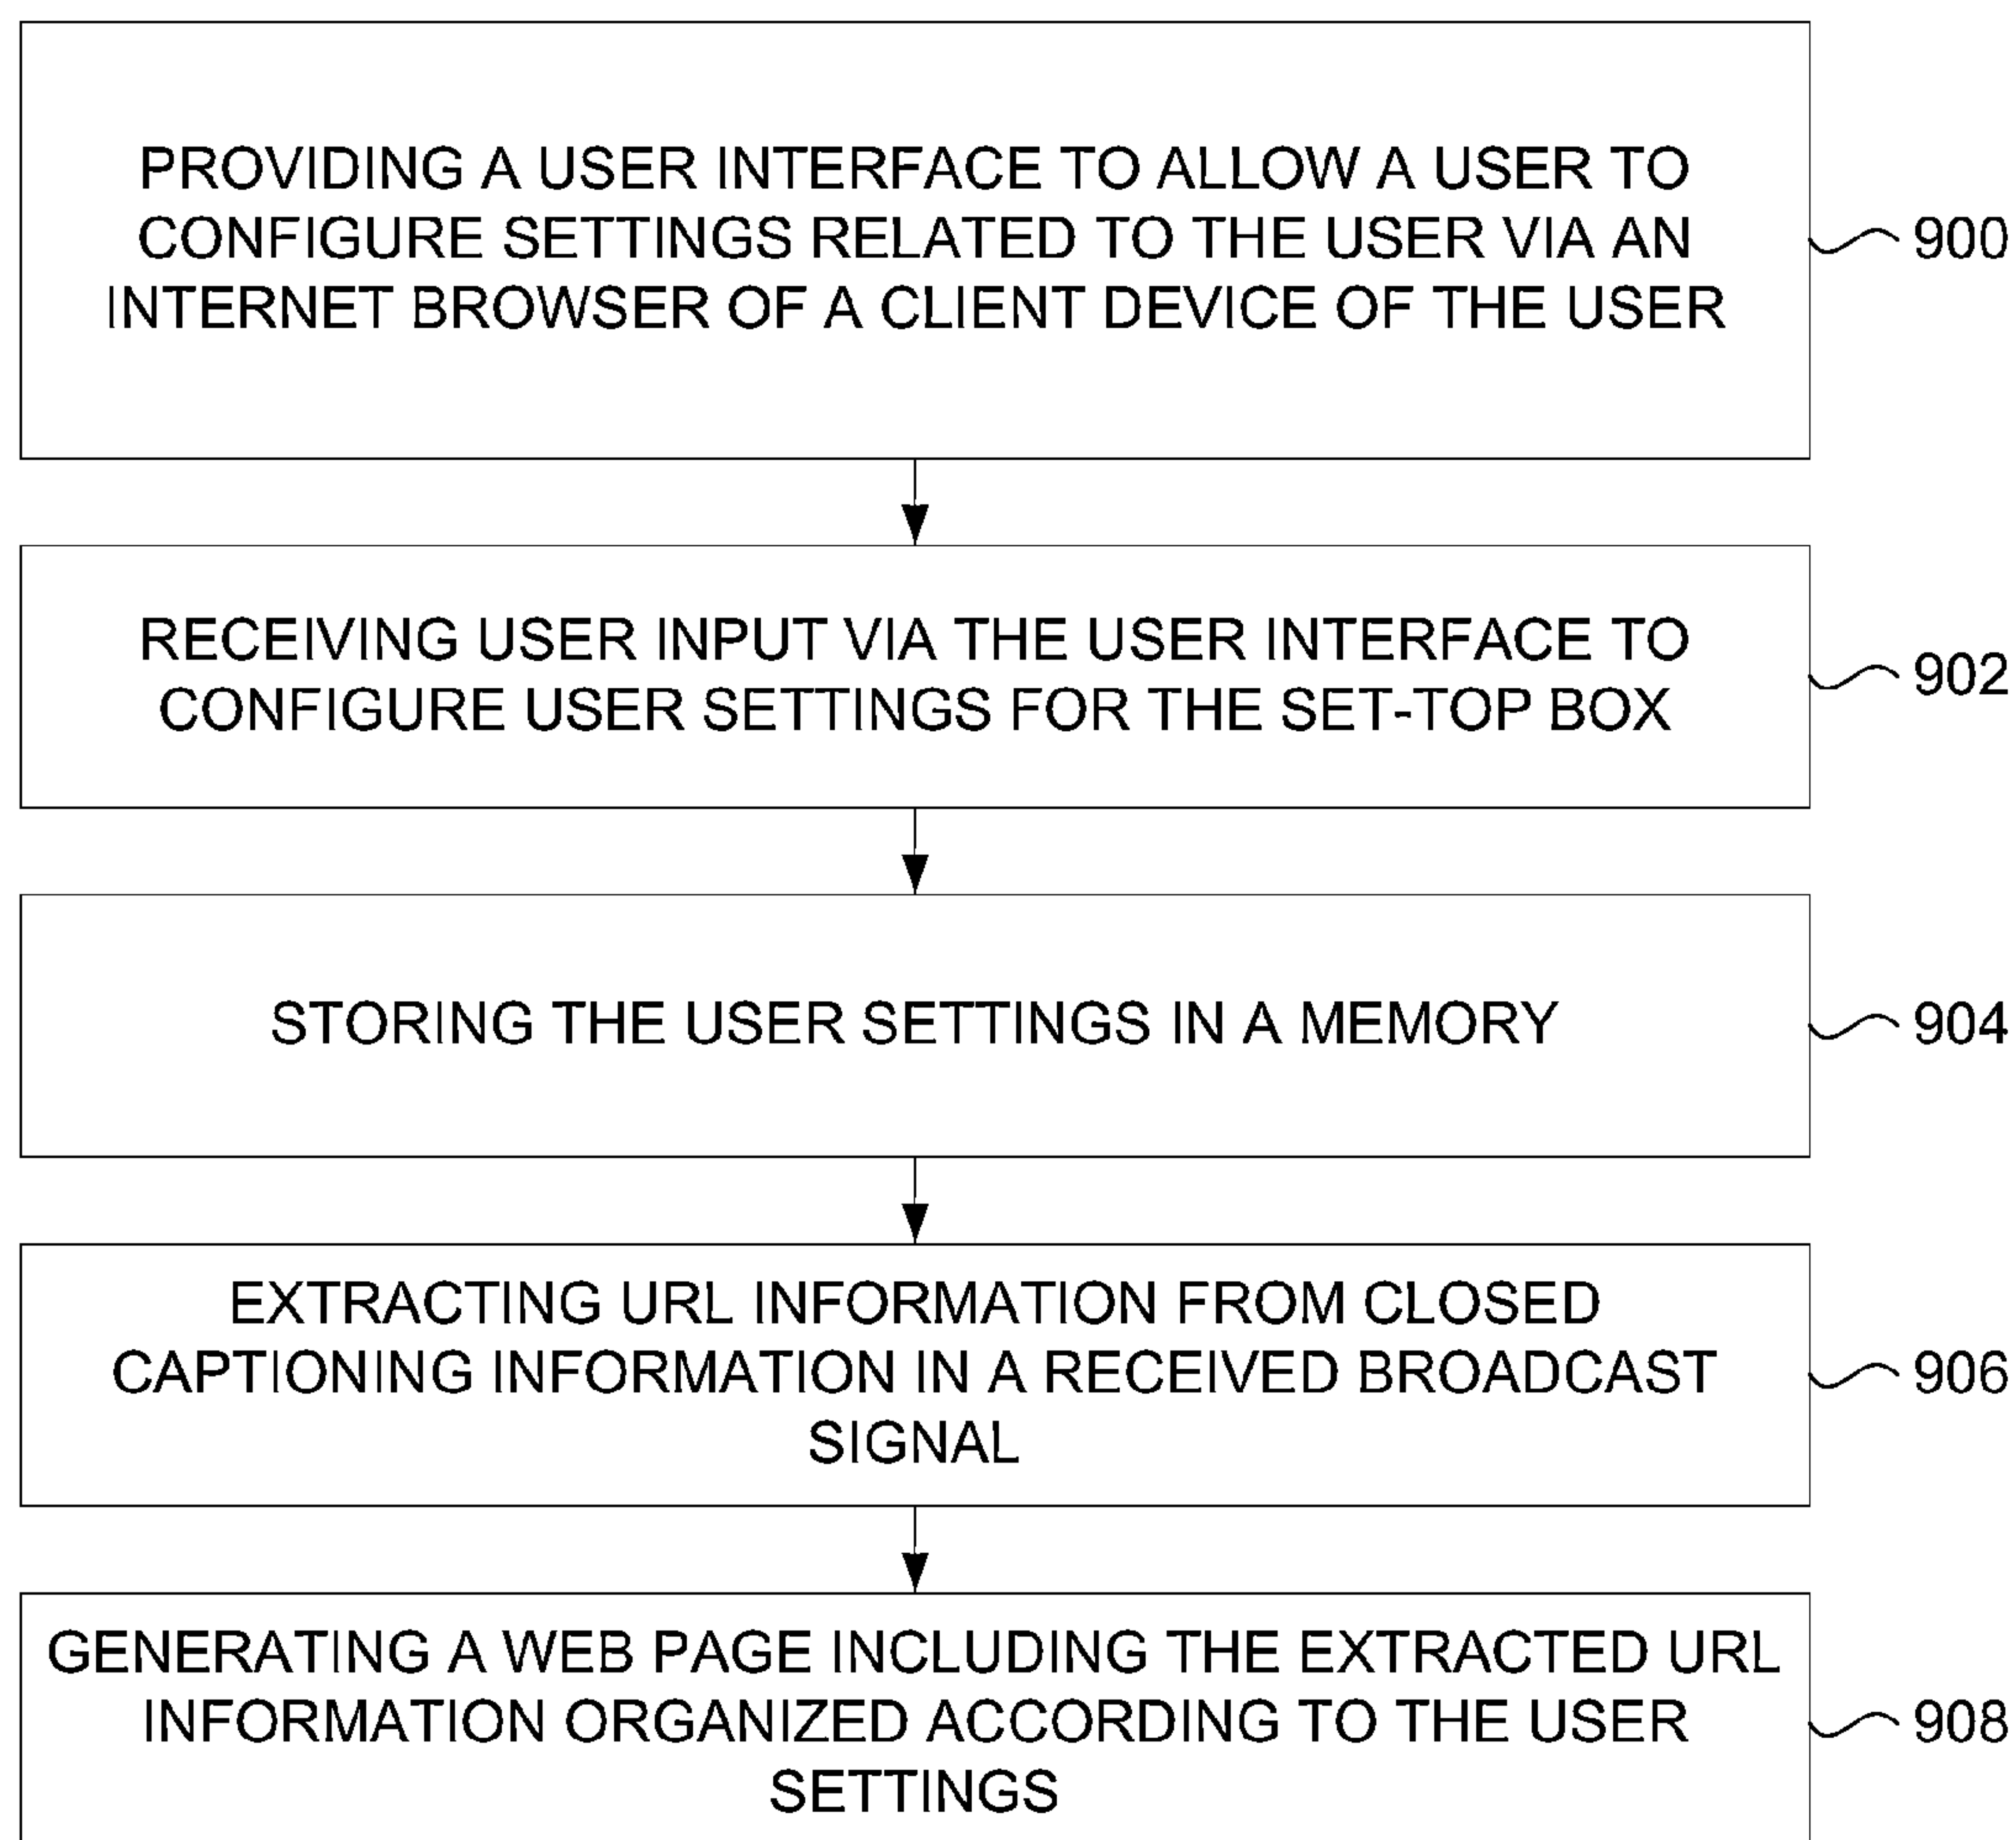 PROVIDING A USER INTERFACE TO ALLOW A USER TO
CONFIGURE SETTINGS RELATED TO THE USER VIA AN
INTERNET BROWSER OF A CLIENT DEVICE OF THE USER
900
RECEIVING USER INPUT VIA THE USER INTERFACE TO
CONFIGURE USER SETTINGS FOR THE SET-TOP BOX
902
STORING THE USER SETTINGS IN A MEMORY
904
EXTRACTING URL INFORMATION FROM CLOSED
CAPTIONING INFORMATION IN A RECEIVED BROADCAST
SIGNAL
906
GENERATING A WEB PAGE INCLUDING THE EXTRACTED URL
INFORMATION ORGANIZED ACCORDING TO THE USER
SETTINGS
908